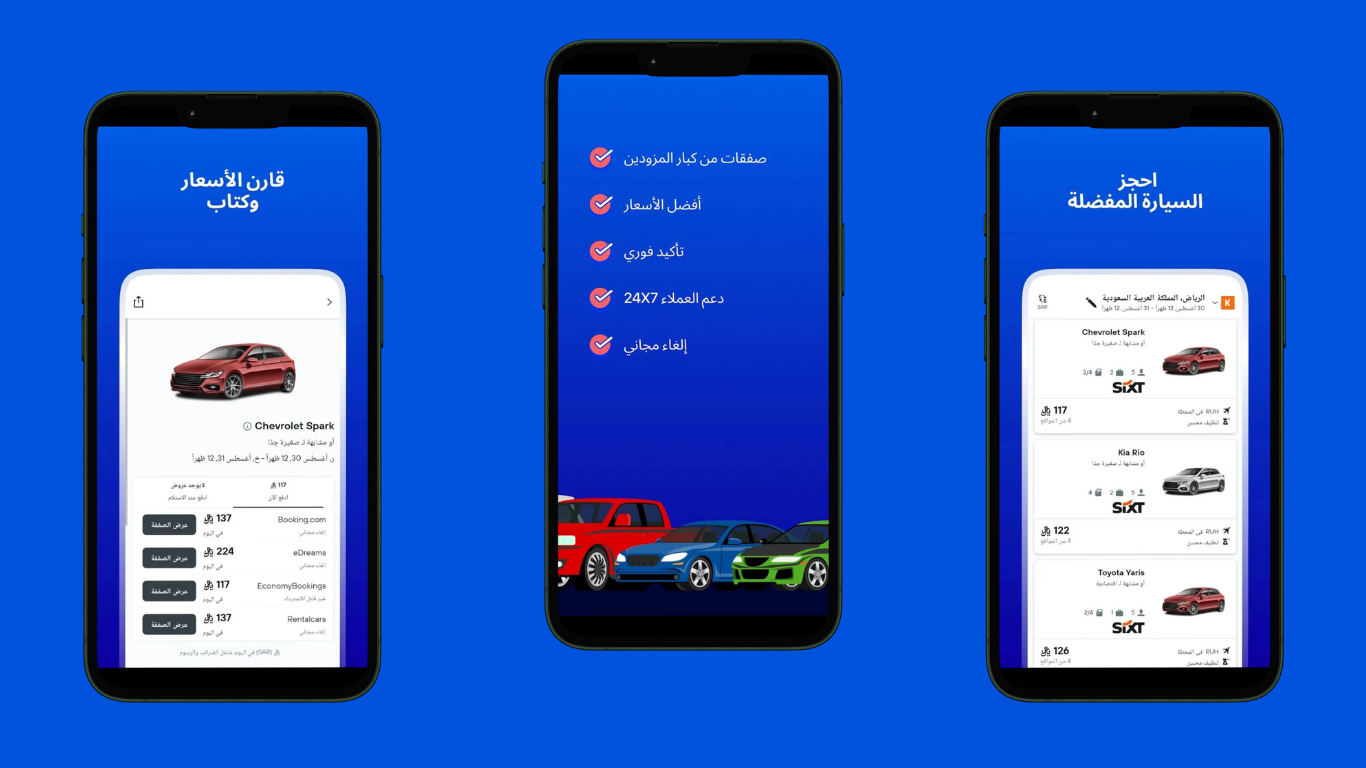 قارن الأسعار
وكتاب
Chevrolet Spark
أو مشابهة لـ صغيرة جدًا
ر, أغسطس 30, 12 ظهراً - خ, أغسطس 31, 12 ظهراً
117
ادفع الآن
لايوجد عروض
ادفع عند الاستلام
Booking.com
إلغاء مجاني
137
في اليوم
عرض الصفقة
eDreams
إلغاء مجاني
224
في اليوم
عرض الصفقة
EconomyBookings
غير قابل للاسترداد
117
في اليوم
عرض الصفقة
Rentalcars
إلغاء مجاني
137
في اليوم
عرض الصفقة
(SAR) في اليوم, شامل الضرائب والرسوم
صفقات من كبار المزودين
أفضل الأسعار
تأكيد فوري
دعم العملاء 24X7
إلغاء مجاني
احجز
السيارة المفضلة
K
الرياض, المملكة العربية السعودية
30 أغسطس, 12 ظهراً - 31 أغسطس, 12 ظهراً
SAR
Chevrolet Spark
أو مشابهة لـ صغيرة جدًا
5 2 2/4
SIXT
RUH في المحطة
تنظيف محسن
117
4 من المواقع
Kia Rio
أو مشابهة لـ صغيرة جدًا
5 2 4
SIXT
RUH في المحطة
تنظيف محسن
122
4 من المواقع
Toyota Yaris
أو مشابهة لـ اقتصادية
5 1 2/4
SIXT
RUH في المحطة
تنظيف محسن
126
4 من المواقع